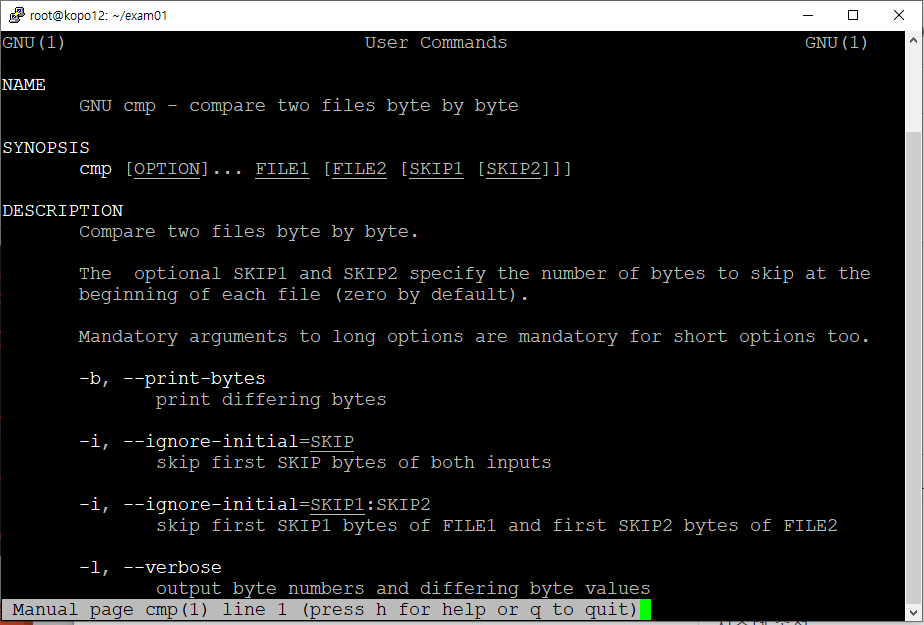 root@kopo12: ~/exam01
GNU(1) User Commands GNU(1)
NAME
GNU cmp - compare two files byte by byte
SYNOPSIS
cmp [OPTION]... FILE1 [FILE2 [SKIP1 [SKIP2]]]
DESCRIPTION
Compare two files byte by byte.
The optional SKIP1 and SKIP2 specify the number of bytes to skip at the
beginning of each file (zero by default).
Mandatory arguments to long options are mandatory for short options too.
-b, --print-bytes
print differing bytes
-i, --ignore-initial=SKIP
skip first SKIP bytes of both inputs
-i, --ignore-initial=SKIP1:SKIP2
skip first SKIP1 bytes of FILE1 and first SKIP2 bytes of FILE2
-l, --verbose
output byte numbers and differing byte values
Manual page cmp(1) line 1 (press h for help or q to quit)